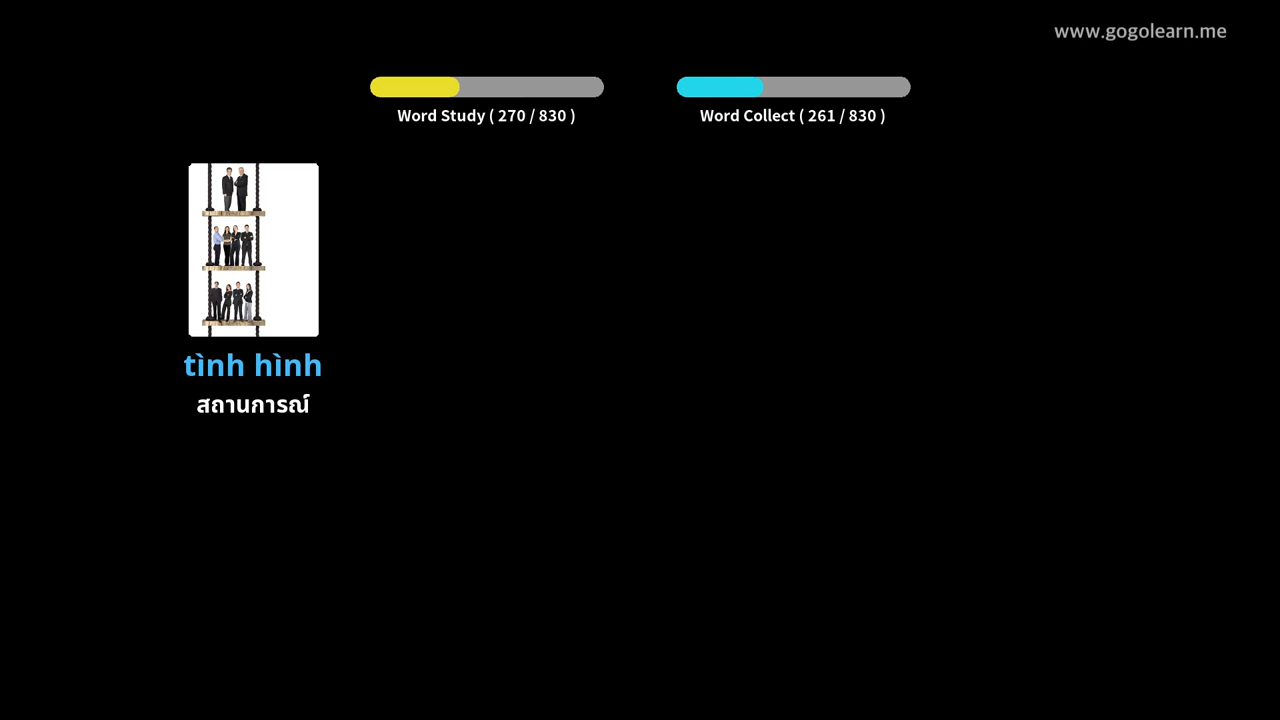 www.gogolearn.me
Word Study ( 270 / 830 )
Word Collect ( 261 / 830 )
tình hình
สถานการณ์